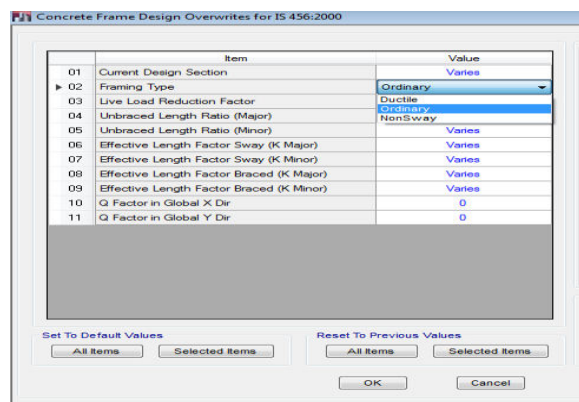 Concrete Frame Design Overwrites for IS 456:2000
Item Value
01 Current Design Section Varies
02 Framing Type Ordinary
03 Live Load Reduction Factor Ductile
Ordinary
04 Unbraced Length Ratio (Major) NonSway
05 Unbraced Length Ratio (Minor) Varies
06 Effective Length Factor Sway (K Major) Varies
07 Effective Length Factor Sway (K Minor) Varies
08 Effective Length Factor Braced (K Major) Varies
09 Effective Length Factor Braced (K Minor) Varies
10 Q Factor in Global X Dir 0
11 Q Factor in Global Y Dir 0
Set To Default Values Reset To Previous Values
All Items Selected Items All Items Selected Items
OK Cancel